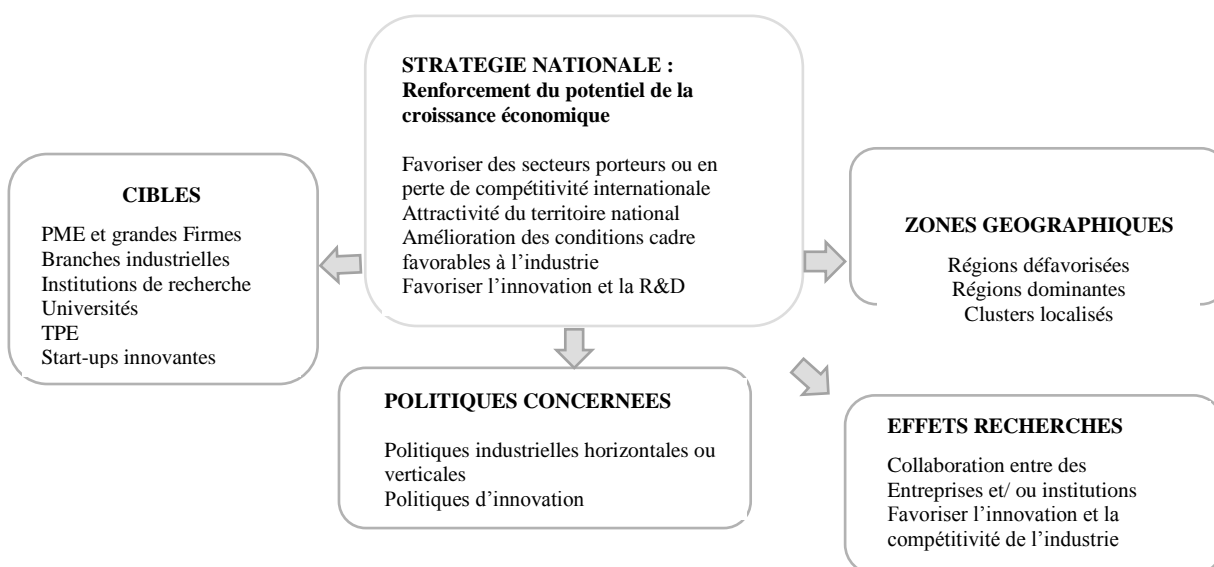 STRATEGIE NATIONALE :
Renforcement du potentiel de la
croissance économique
Favoriser des secteurs porteurs ou en
perte de compétitivité internationale
Attractivité du territoire national
Amélioration des conditions cadre
favorables à l’industrie
Favoriser l’innovation et la R&D
CIBLES
PME et grandes Firmes
Branches industrielles
Institutions de recherche
Universités
TPE
Start-ups innovantes
ZONES GEOGRAPHIQUES
Régions défavorisées
Régions dominantes
Clusters localisés
POLITIQUES CONCERNEES
Politiques industrielles horizontales ou
verticales
Politiques d’innovation
EFFETS RECHERCHES
Collaboration entre des
Entreprises et/ ou institutions
Favoriser l’innovation et la
compétitivité de l’industrie